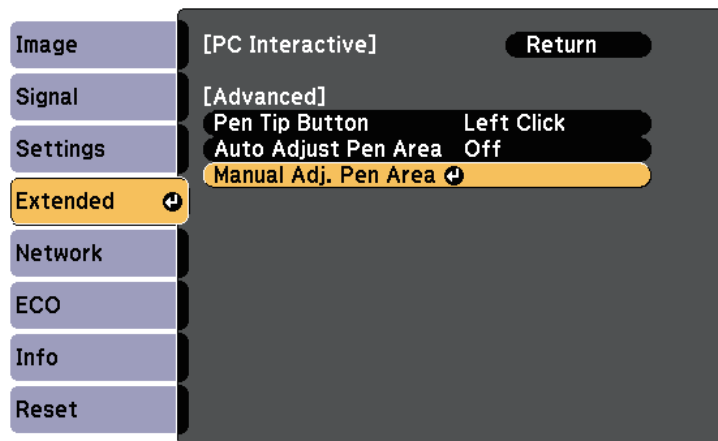 Image
Signal
Settings
Extended
Network
ECO
Info
Reset
[PC Interactive] Return
[Advanced]
Pen Tip Button Left Click
Auto Adjust Pen Area Off
Manual Adj. Pen Area